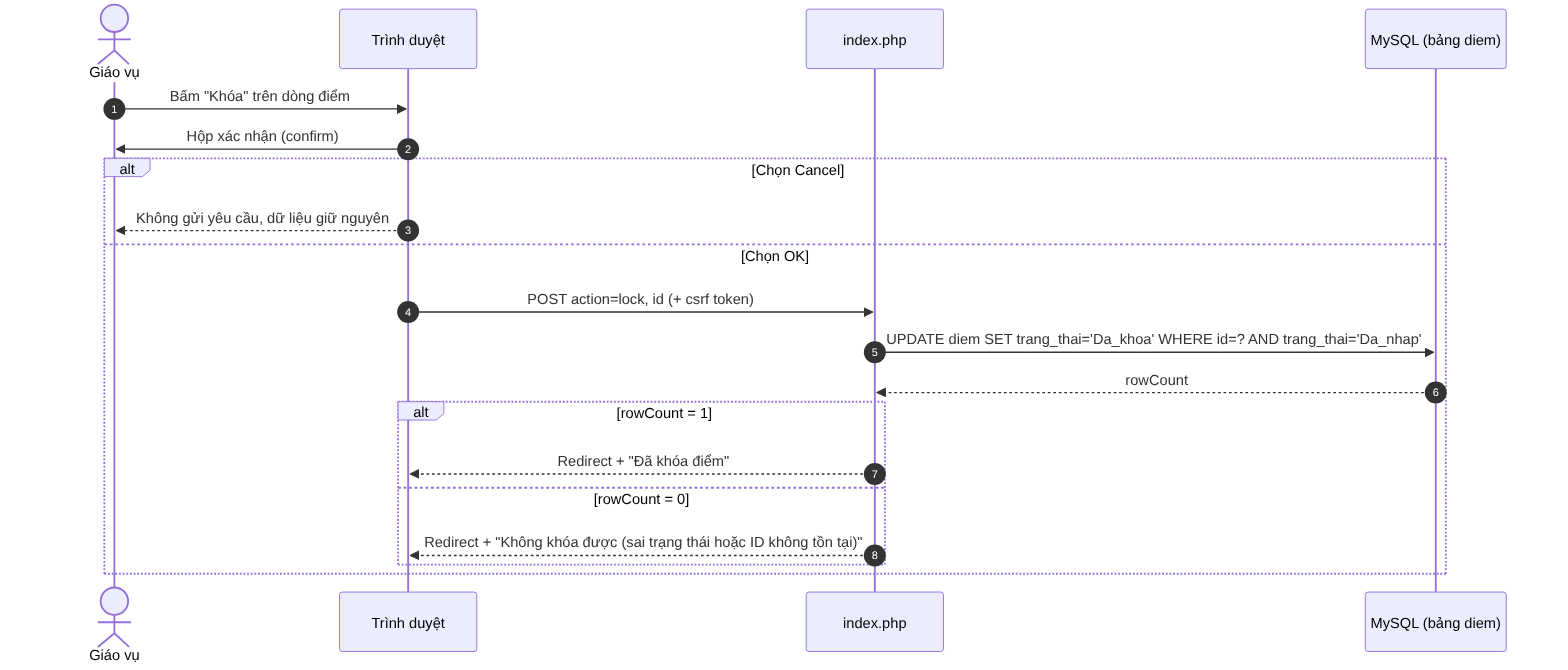 Giáo vụ
Trình duyệt
index.php
MySQL (bảng diem)
1
Bấm "Khóa" trên dòng điểm
Hộp xác nhận (confirm)
2
alt
[Chọn Cancel]
Không gửi yêu cầu, dữ liệu giữ nguyên
3
[Chọn OK]
4
POST action=lock, id (+ csrf token)
5
UPDATE diem SET trang_thai='Da_khoa' WHERE id=? AND trang_thai='Da_nhap'
rowCount
6
alt
[rowCount = 1]
Redirect + "Đã khóa điểm"
7
[rowCount = 0]
Redirect + "Không khóa được (sai trạng thái hoặc ID không tồn tại)"
8
Giáo vụ
Trình duyệt
index.php
MySQL (bảng diem)